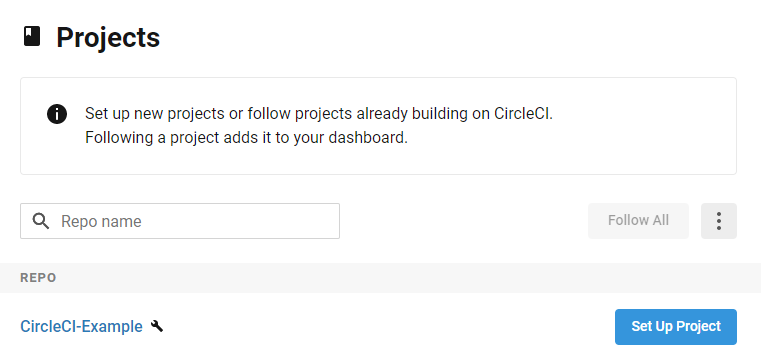 Projects
Set up new projects or follow projects already building on CircleCI.
Following a project adds it to your dashboard.
Repo name
Follow All
REPO
CircleCI-Example
Set Up Project